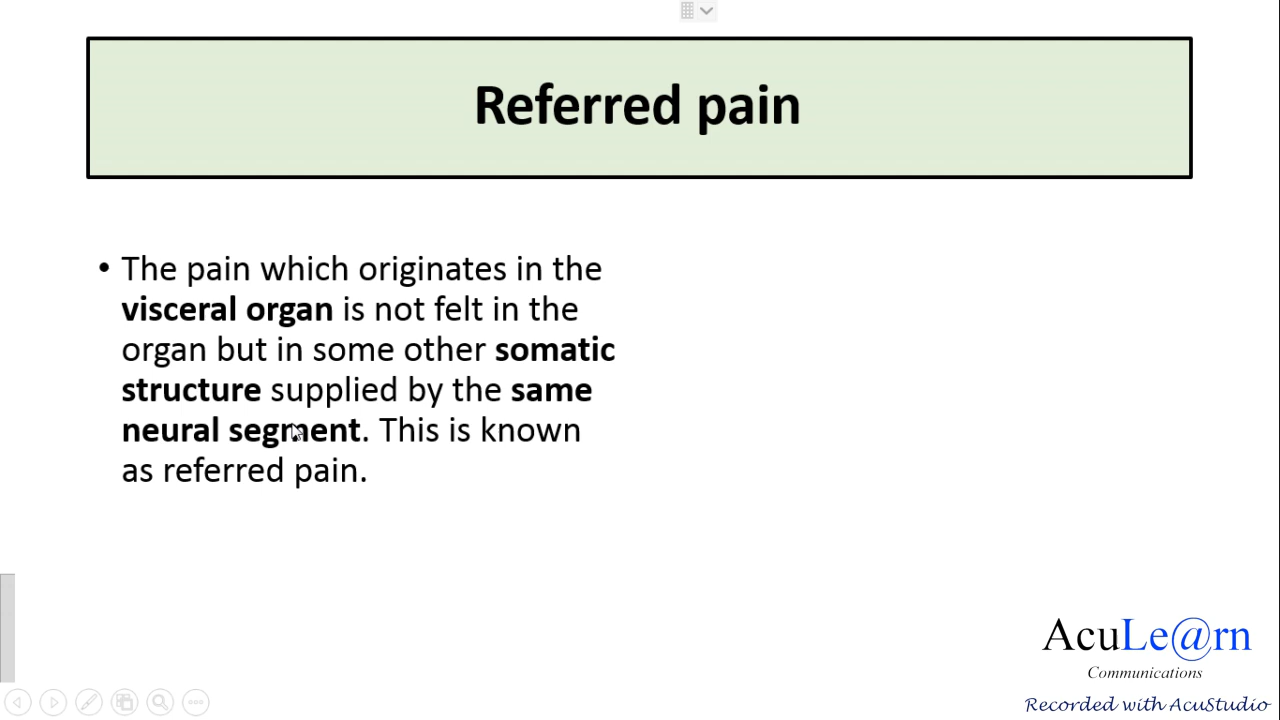 Referred pain
• The pain which originates in the
visceral organ is not felt in the
organ but in some other somatic
structure supplied by the same
neural segment. This is known
as referred pain.
AcuLe@rn
Communications
Recorded with AcuStudio